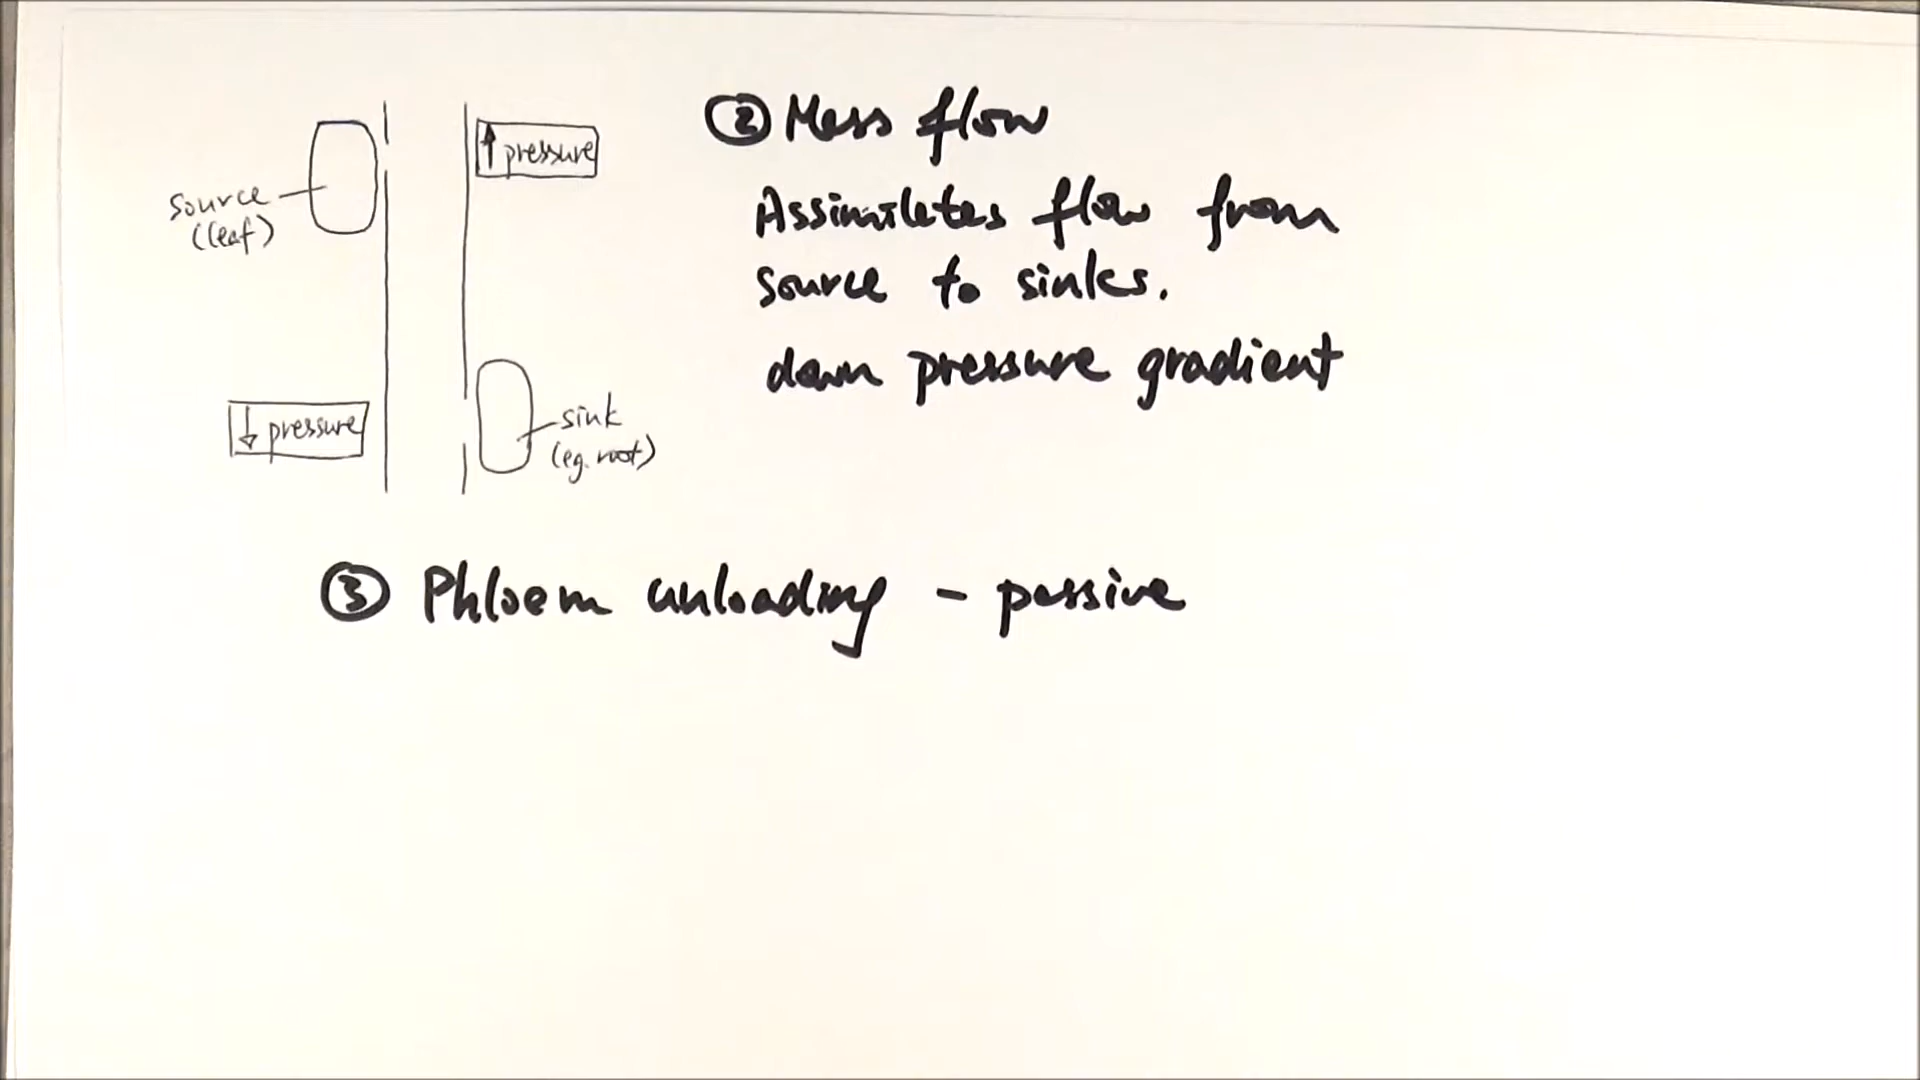 ② Mass flow
↑ pressure
source
(leaf)
Assimilates flow from
source to sinks.
down pressure gradient
↓ pressure
sink
(eg. root)
③ Phloem unloading - passive